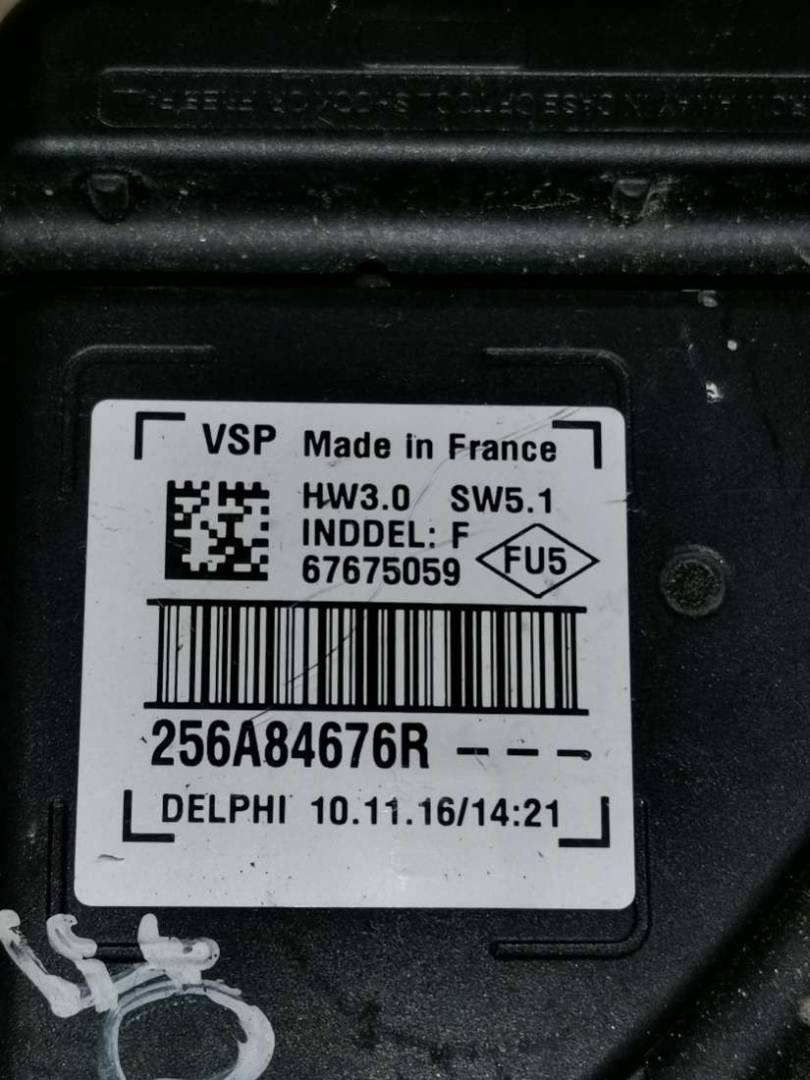 VSP Made in France
HW3.0 SW5.1
INDDEL: F
67675059 FU5
256A84676R – – –
DELPHI 10.11.16/14:21